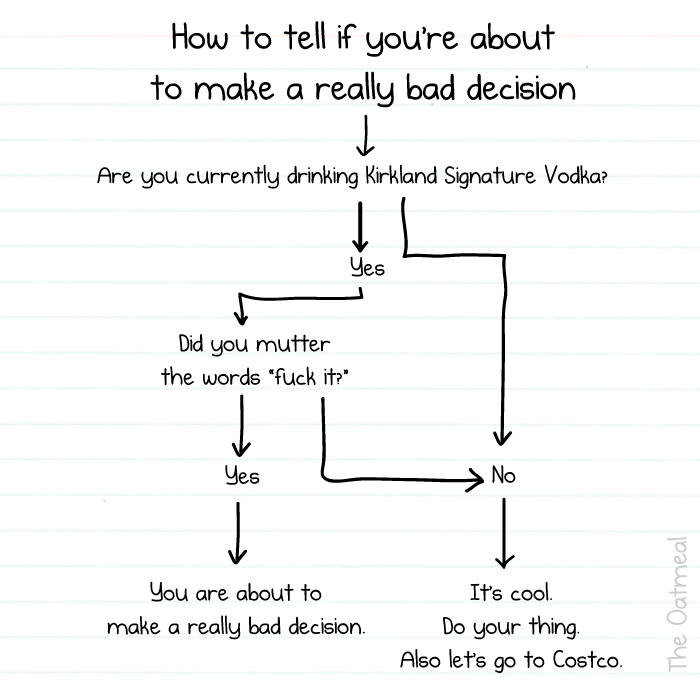 How to tell if you're about
to make a really bad decision
Are you currently drinking Kirkland Signature Vodka?
Yes
Did you mutter
the words "fuck it?"
Yes
No
You are about to
make a really bad decision.
It's cool.
Do your thing.
Also let's go to Costco.
The Oatmeal